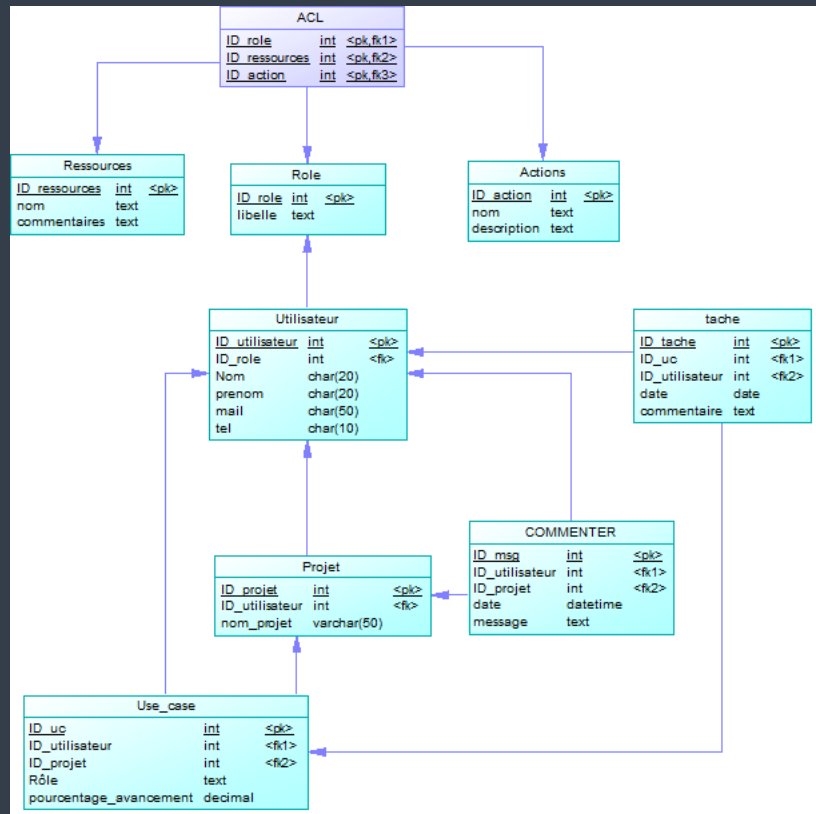 ACL
ID_role int <pk,fk1>
ID_ressources int <pk,fk2>
ID_action int <pk,fk3>
Ressources
ID_ressources int <pk>
nom text
commentaires text
Role
ID_role int <pk>
libelle text
Actions
ID_action int <pk>
nom text
description text
Utilisateur
ID_utilisateur int <pk>
ID_role int <fk>
Nom char(20)
prenom char(20)
mail char(50)
tel char(10)
tache
ID_tache int <pk>
ID_uc int <fk1>
ID_utilisateur int <fk2>
date date
commentaire text
COMMENTER
ID_msg int <pk>
ID_utilisateur int <fk1>
ID_projet int <fk2>
date datetime
message text
Projet
ID_projet int <pk>
ID_utilisateur int <fk>
nom_projet varchar(50)
Use_case
ID_uc int <pk>
ID_utilisateur int <fk1>
ID_projet int <fk2>
Rôle text
pourcentage_avancement decimal